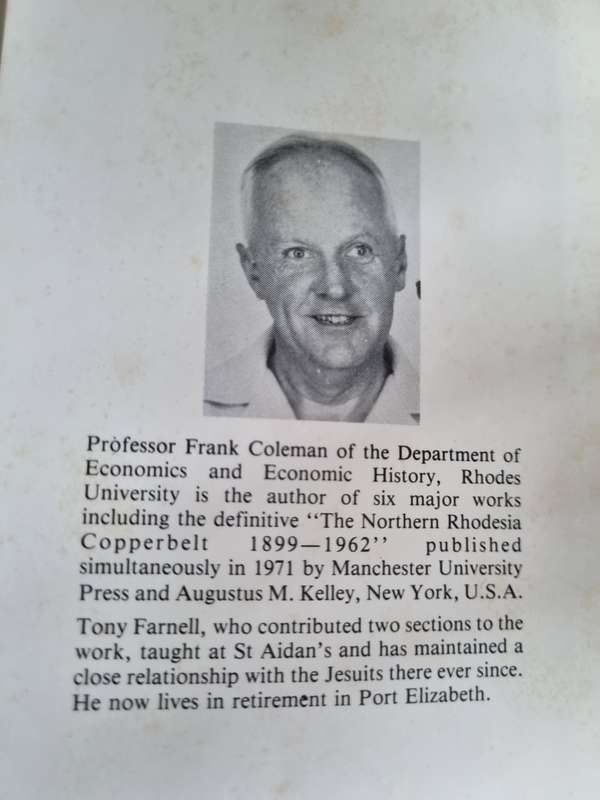 Professor Frank Coleman of the Department of
Economics and Economic History, Rhodes
University is the author of six major works
including the definitive “The Northern Rhodesia
Copperbelt 1899—1962” published
simultaneously in 1971 by Manchester University
Press and Augustus M. Kelley, New York, U.S.A.
Tony Farnell, who contributed two sections to the
work, taught at St Aidan's and has maintained a
close relationship with the Jesuits there ever since.
He now lives in retirement in Port Elizabeth.